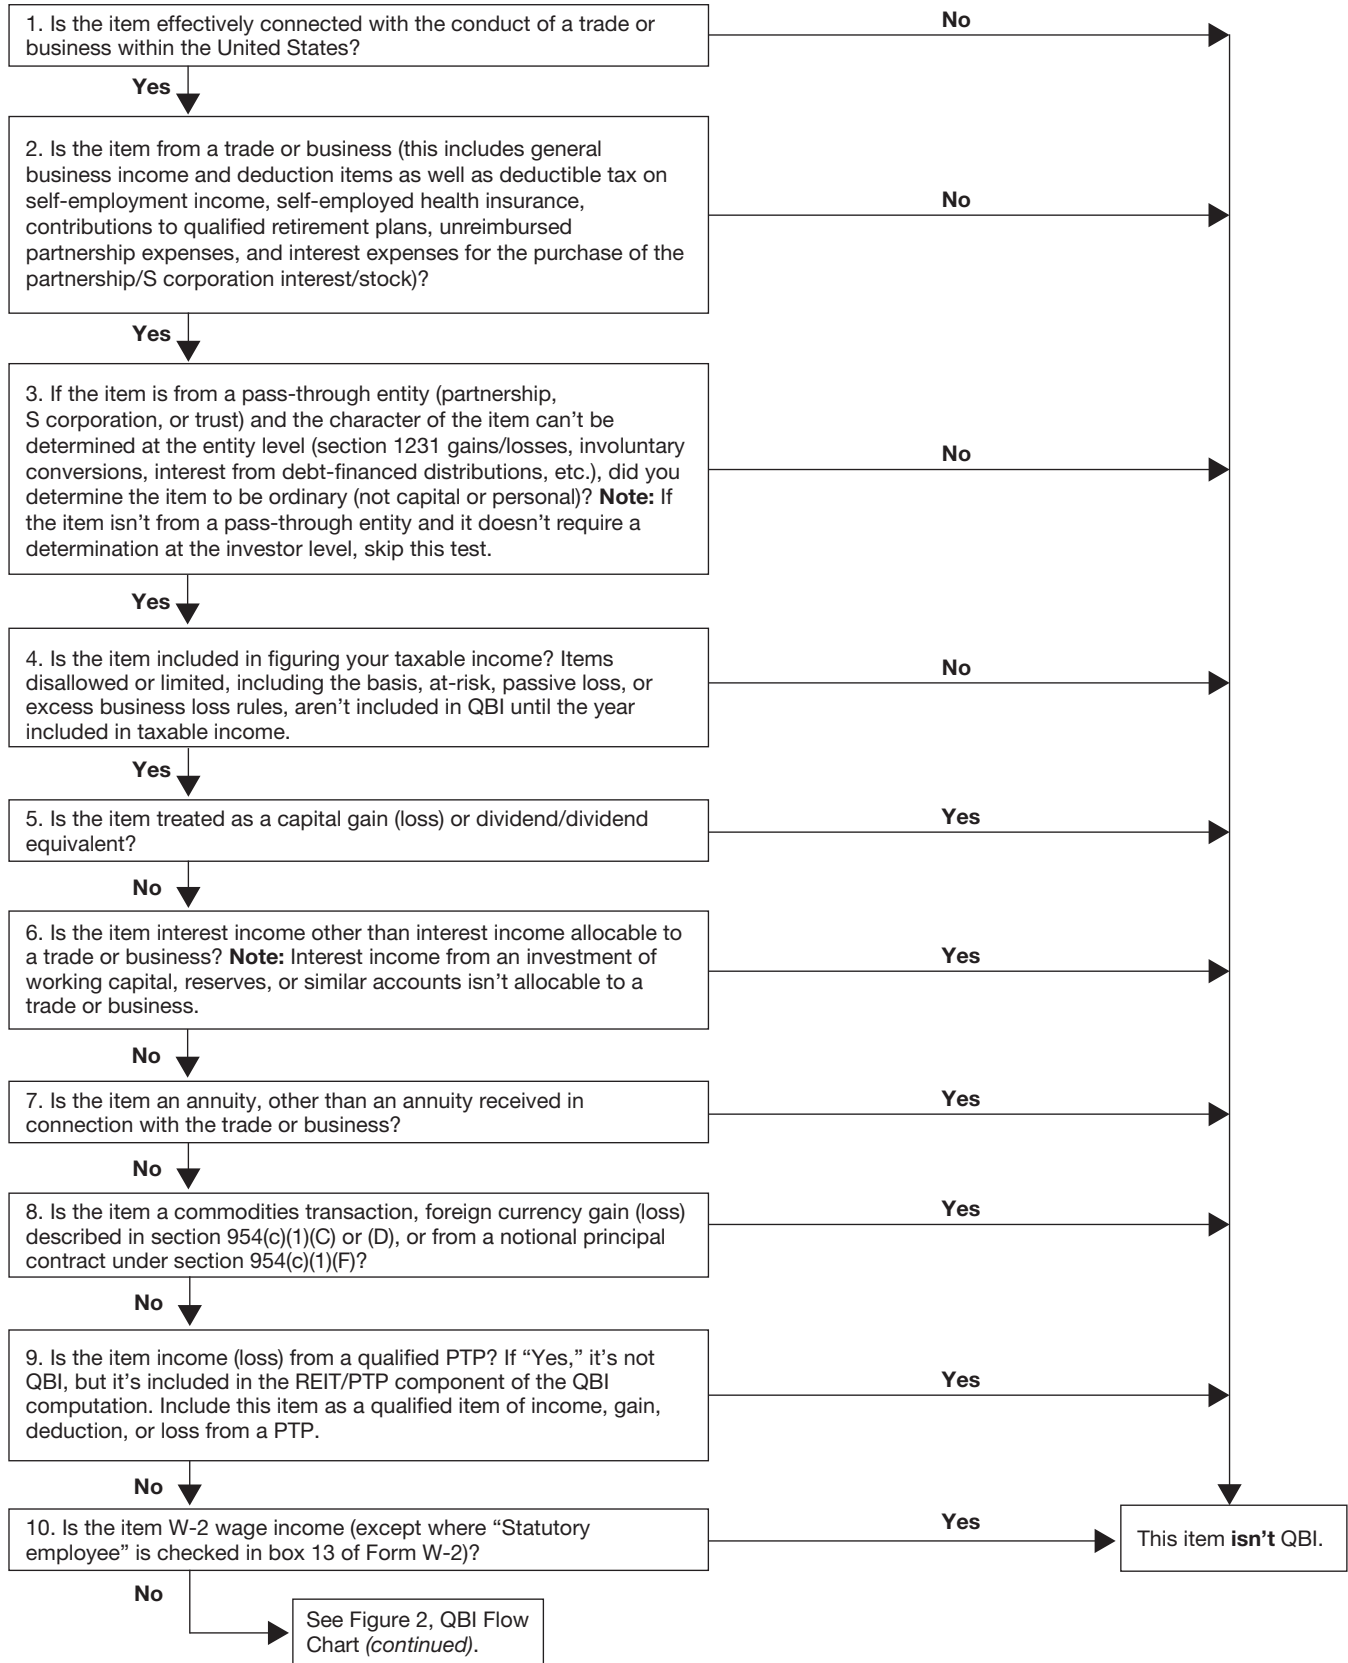 1. Is the item effectively connected with the conduct of a trade or
business within the United States?
No
Yes
2. Is the item from a trade or business (this includes general
business income and deduction items as well as deductible tax on
self-employment income, self-employed health insurance,
contributions to qualified retirement plans, unreimbursed
partnership expenses, and interest expenses for the purchase of the
partnership/S corporation interest/stock)?
No
Yes
3. If the item is from a pass-through entity (partnership,
S corporation, or trust) and the character of the item can’t be
determined at the entity level (section 1231 gains/losses, involuntary
conversions, interest from debt-financed distributions, etc.), did you
determine the item to be ordinary (not capital or personal)? Note: If
the item isn’t from a pass-through entity and it doesn’t require a
determination at the investor level, skip this test.
No
Yes
4. Is the item included in figuring your taxable income? Items
disallowed or limited, including the basis, at-risk, passive loss, or
excess business loss rules, aren’t included in QBI until the year
included in taxable income.
No
Yes
5. Is the item treated as a capital gain (loss) or dividend/dividend
equivalent?
Yes
No
6. Is the item interest income other than interest income allocable to
a trade or business? Note: Interest income from an investment of
working capital, reserves, or similar accounts isn’t allocable to a
trade or business.
Yes
No
7. Is the item an annuity, other than an annuity received in
connection with the trade or business?
Yes
No
8. Is the item a commodities transaction, foreign currency gain (loss)
described in section 954(c)(1)(C) or (D), or from a notional principal
contract under section 954(c)(1)(F)?
Yes
No
9. Is the item income (loss) from a qualified PTP? If “Yes,” it’s not
QBI, but it’s included in the REIT/PTP component of the QBI
computation. Include this item as a qualified item of income, gain,
deduction, or loss from a PTP.
Yes
No
10. Is the item W-2 wage income (except where “Statutory
employee” is checked in box 13 of Form W-2)?
Yes
This item isn’t QBI.
No
See Figure 2, QBI Flow
Chart (continued).